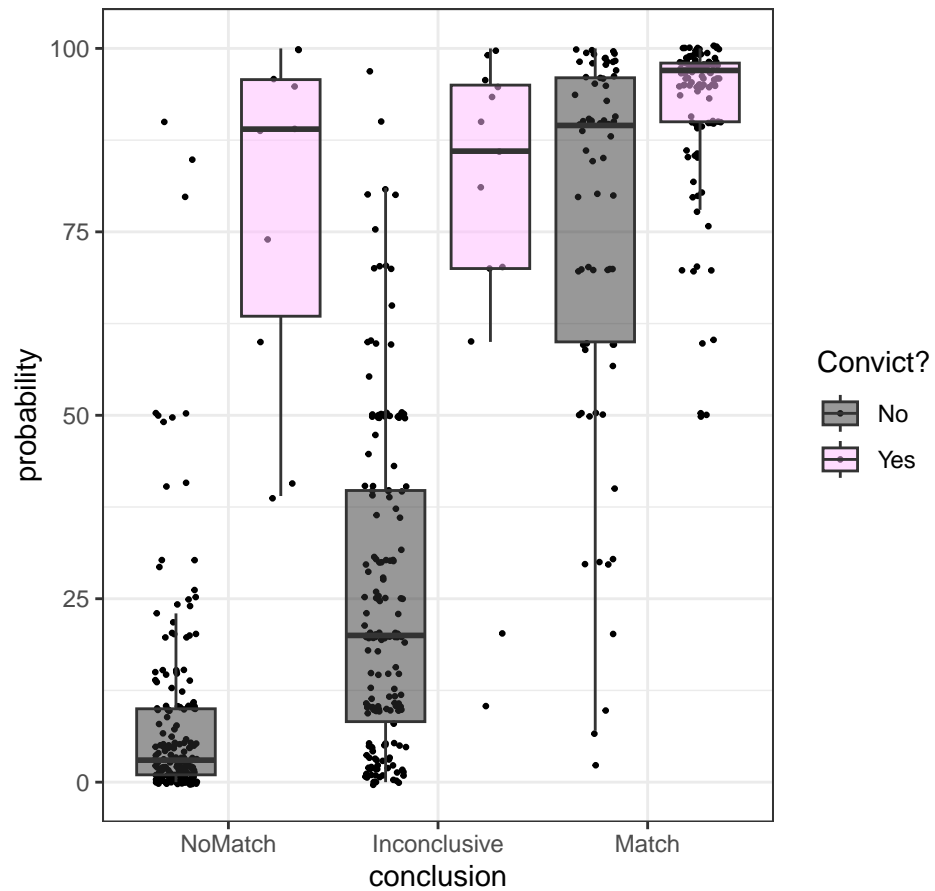 100
75
50
25
0
probability
NoMatch
Inconclusive
Match
conclusion
Convict?
No
Yes